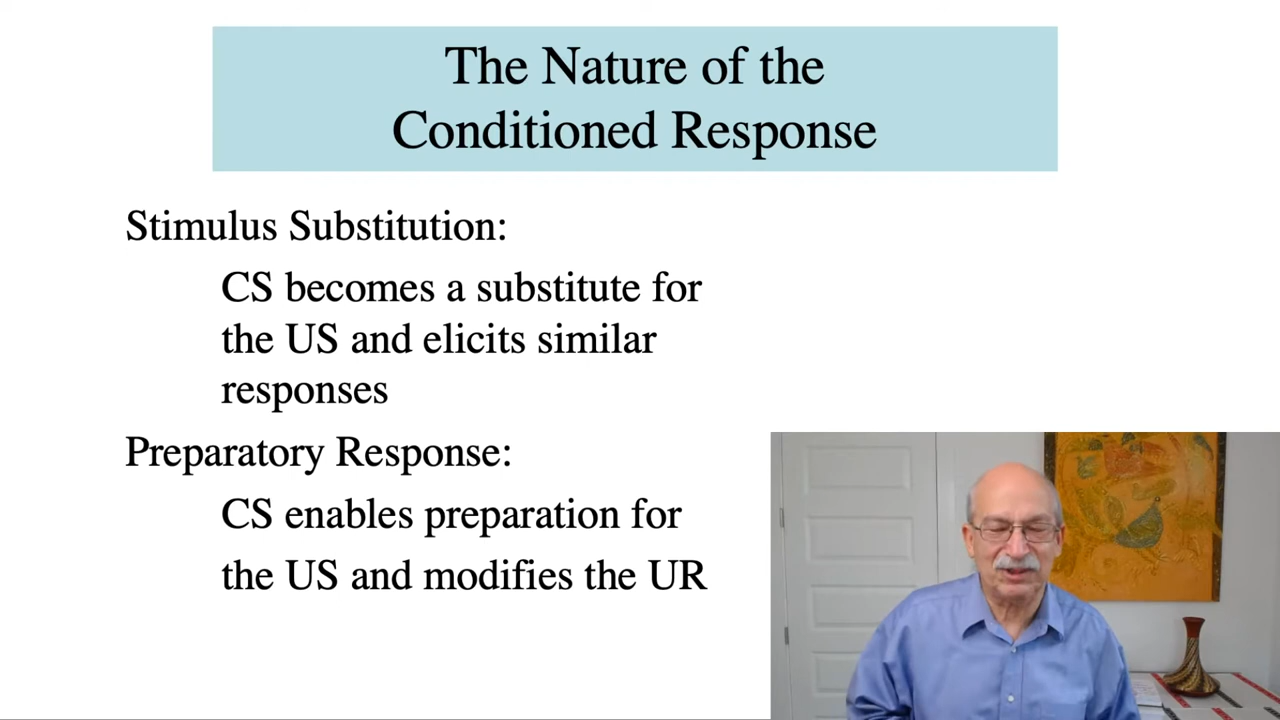 The Nature of the
Conditioned Response
Stimulus Substitution:
CS becomes a substitute for
the US and elicits similar
responses
Preparatory Response:
CS enables preparation for
the US and modifies the UR